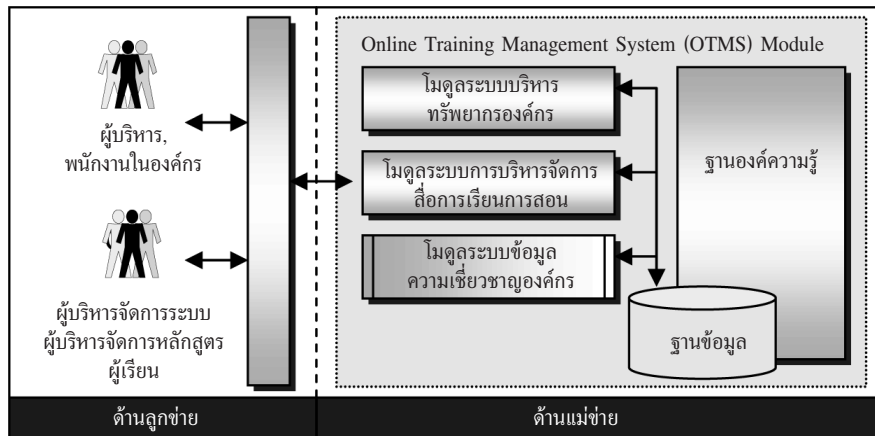 Online Training Management System (OTMS) Module
ผู้บริหาร,
พนักงานในองค์กร
ผู้บริหารจัดการระบบ
ผู้บริหารจัดการหลักสูตร
ผู้เรียน
โมดูลระบบบริหาร
ทรัพยากรองค์กร
โมดูลระบบการบริหารจัดการ
สื่อการเรียนการสอน
โมดูลระบบข้อมูล
ความเชี่ยวชาญองค์กร
ฐานองค์ความรู้
ฐานข้อมูล
ด้านลูกข่าย
ด้านแม่ข่าย